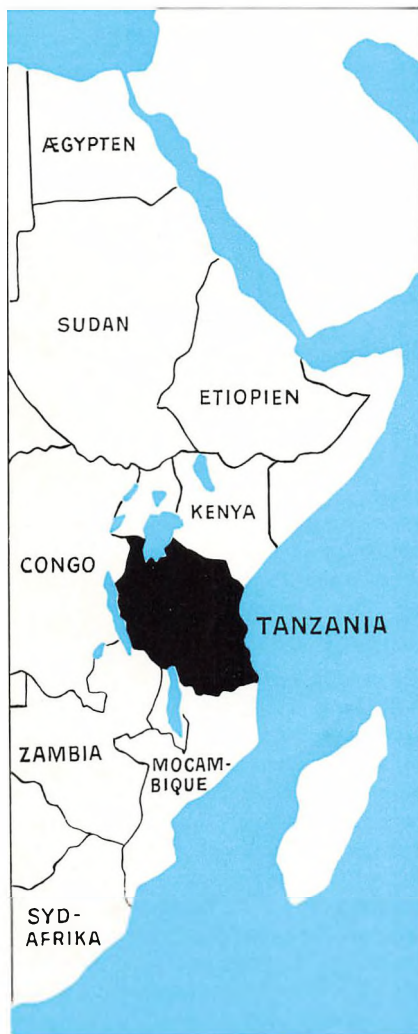 ÆGYPTEN
SUDAN
ETIOPIEN
KENYA
CONGO
TANZANIA
ZAMBIA
MOCAM-
BIQUE
SYD-
AFRIKA